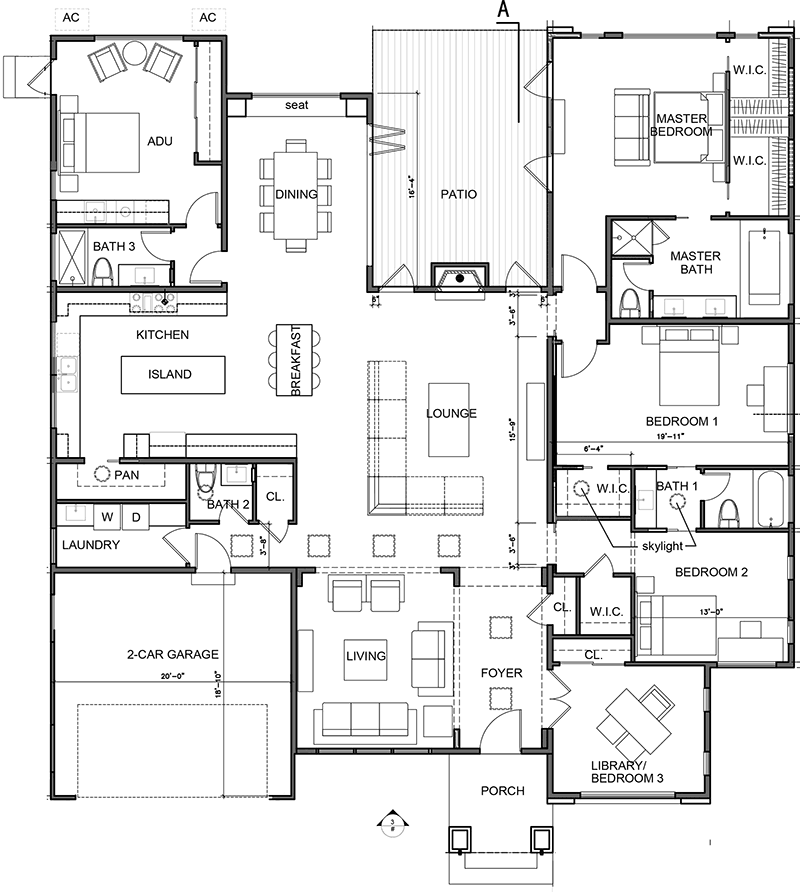 A
AC
AC
W.I.C.
seat
MASTER
BEDROOM
ADU
W.I.C.
16'-4"
DINING
PATIO
BATH 3
MASTER
BATH
6"
6"
3"
3'-6"
KITCHEN
ISLAND
BREAKFAST
LOUNGE
15'-9"
BEDROOM 1
19'-11"
6'-4"
PAN
W
D
BATH 2
CL.
W.I.C.
BATH 1
LAUNDRY
3'-8"
3'-6"
3"
skylight
BEDROOM 2
CL.
W.I.C.
13'-0"
2-CAR GARAGE
20'-0"
18'-10"
LIVING
FOYER
CL.
LIBRARY/
BEDROOM 3
PORCH
3
#